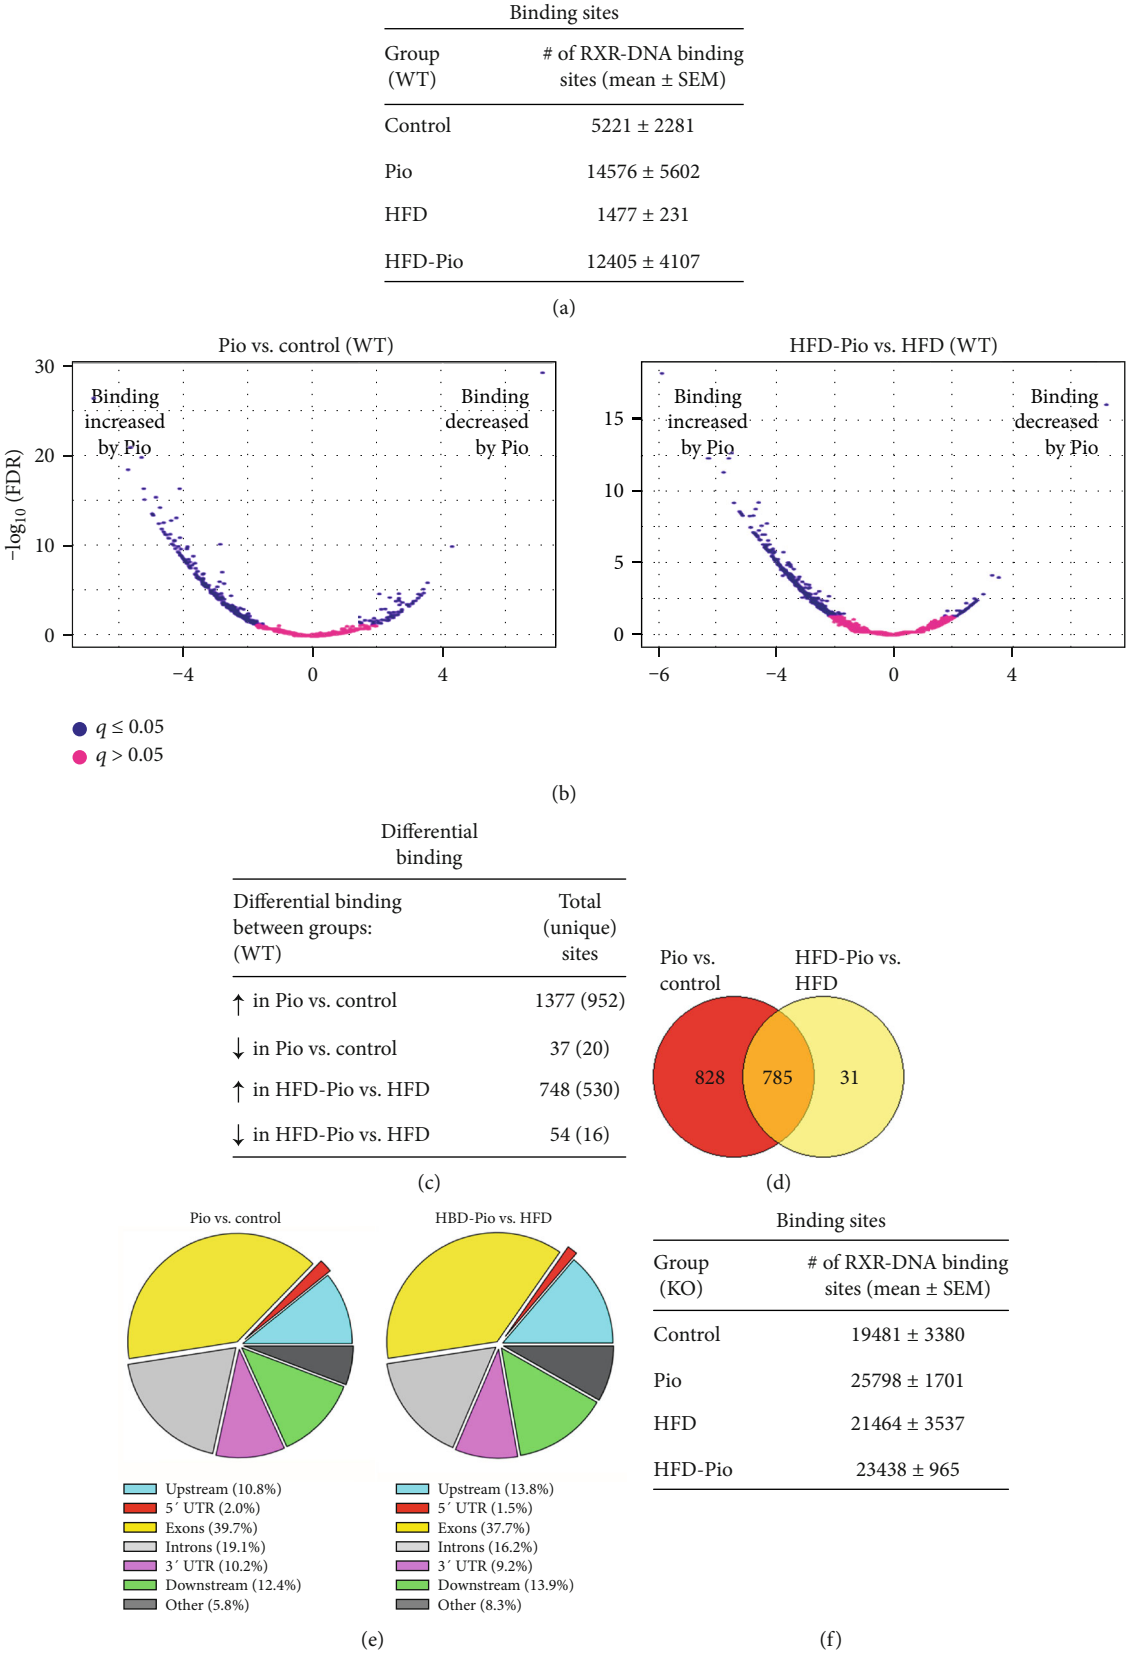 Binding sites
Group
(WT)
# of RXR-DNA binding
sites (mean ± SEM)
Control 5221 ± 2281
Pio 14576 ± 5602
HFD 1477 ± 231
HFD-Pio 12405 ± 4107
(a)
Pio vs. control (WT)
−log10 (FDR)
30
20
10
0
Binding
increased
by Pio
Binding
decreased
by Pio
−4 0 4
HFD-Pio vs. HFD (WT)
15
10
5
0
Binding
increased
by Pio
Binding
decreased
by Pio
−6 −4 0 4
q ≤ 0.05
q > 0.05
(b)
Differential
binding
Differential binding
between groups:
(WT)
Total
(unique)
sites
↑ in Pio vs. control 1377 (952)
↓ in Pio vs. control 37 (20)
↑ in HFD-Pio vs. HFD 748 (530)
↓ in HFD-Pio vs. HFD 54 (16)
(c)
Pio vs.
control
HFD-Pio vs.
HFD
828 785 31
(d)
Pio vs. control
Upstream (10.8%)
5´ UTR (2.0%)
Exons (39.7%)
Introns (19.1%)
3´ UTR (10.2%)
Downstream (12.4%)
Other (5.8%)
HBD-Pio vs. HFD
Upstream (13.8%)
5´ UTR (1.5%)
Exons (37.7%)
Introns (16.2%)
3´ UTR (9.2%)
Downstream (13.9%)
Other (8.3%)
(e)
Binding sites
Group
(KO)
# of RXR-DNA binding
sites (mean ± SEM)
Control 19481 ± 3380
Pio 25798 ± 1701
HFD 21464 ± 3537
HFD-Pio 23438 ± 965
(f)